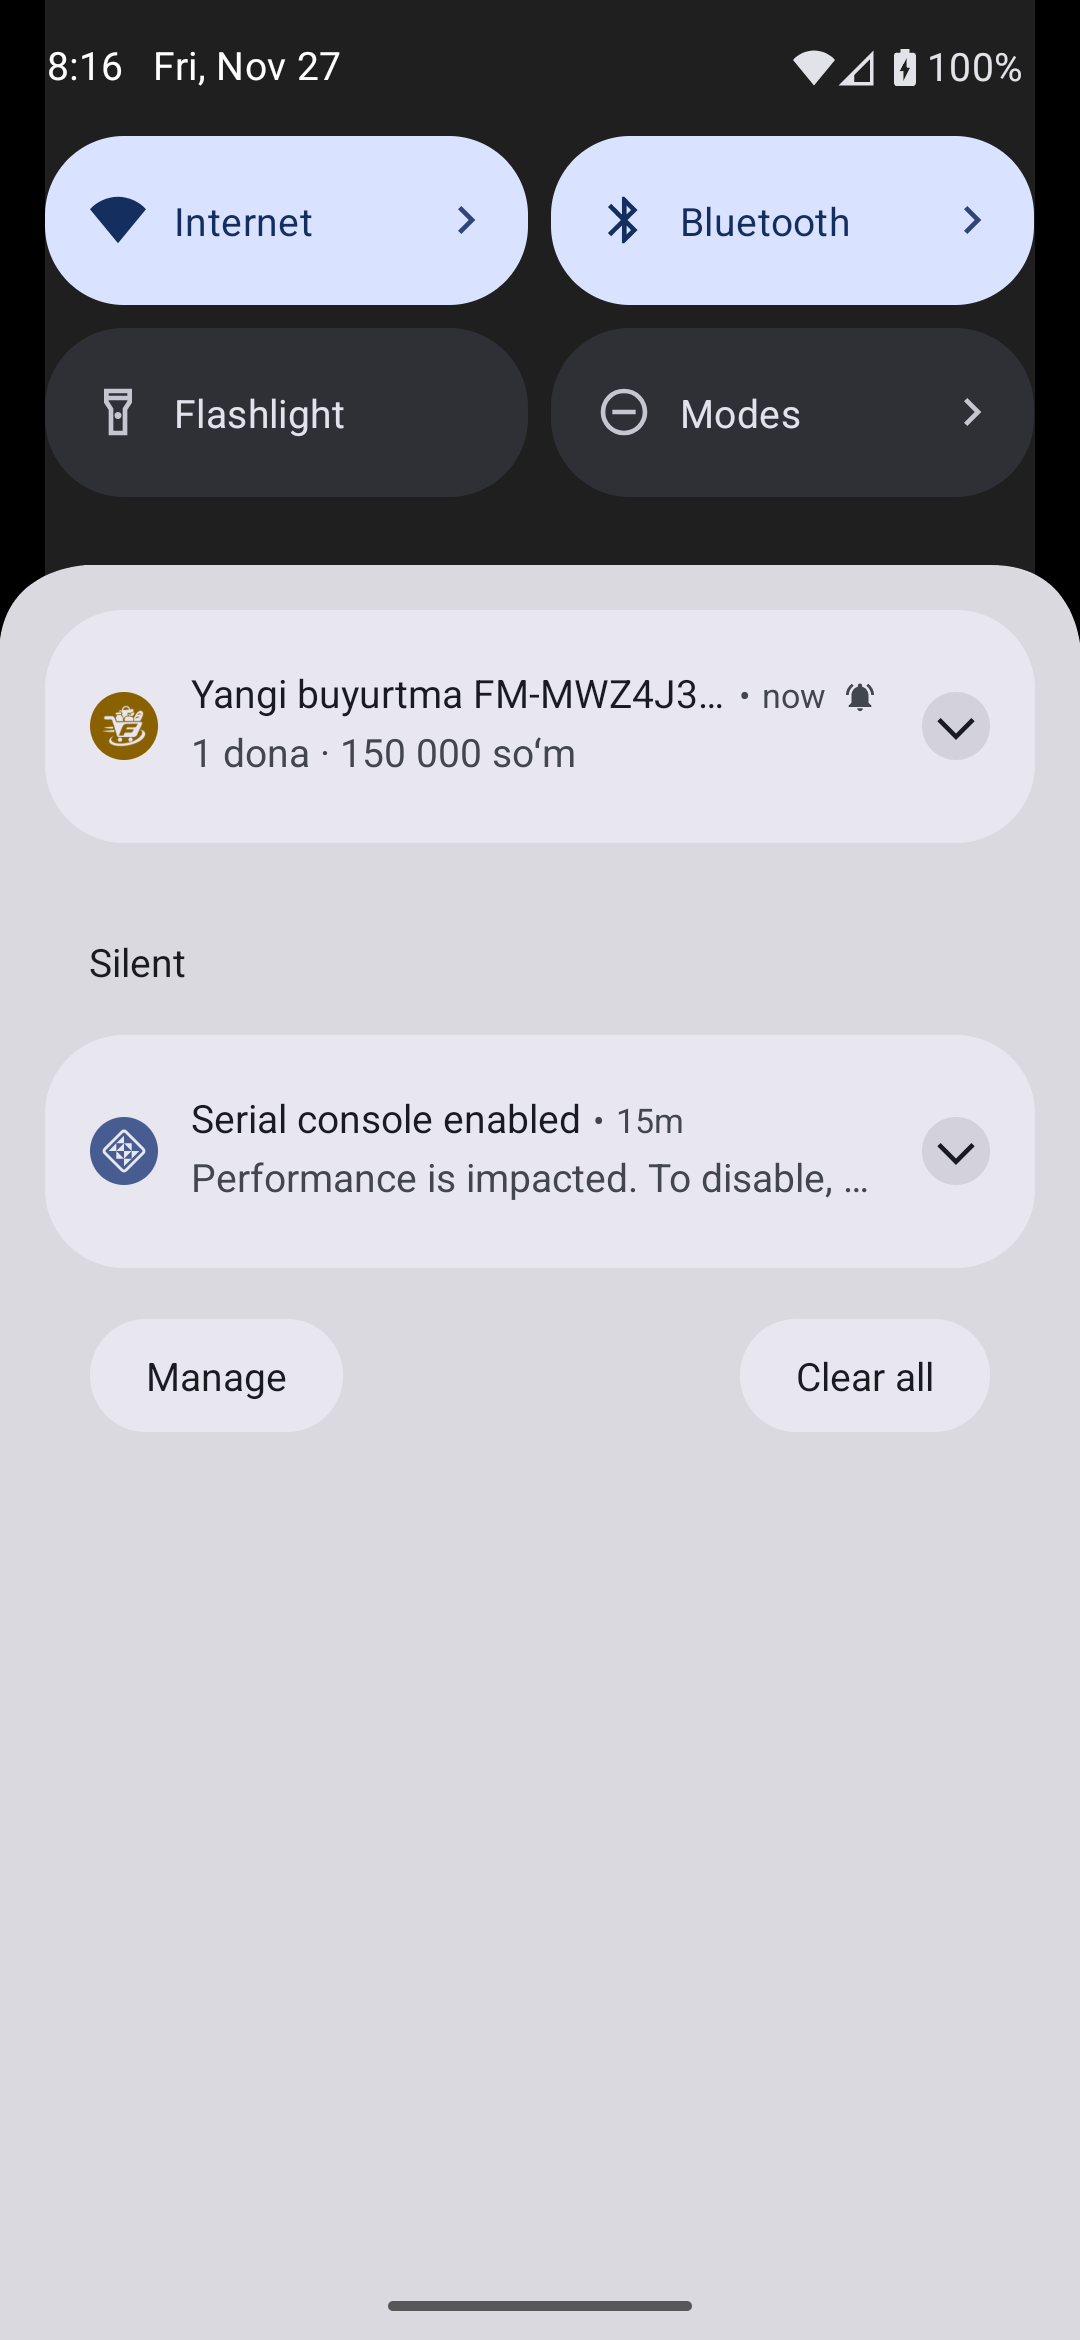 8:16 Fri, Nov 27 100%
Internet Bluetooth
Flashlight Modes
Yangi buyurtma FM-MWZ4J3… • now
1 dona · 150 000 soʻm
Silent
Serial console enabled • 15m
Performance is impacted. To disable, …
Manage Clear all